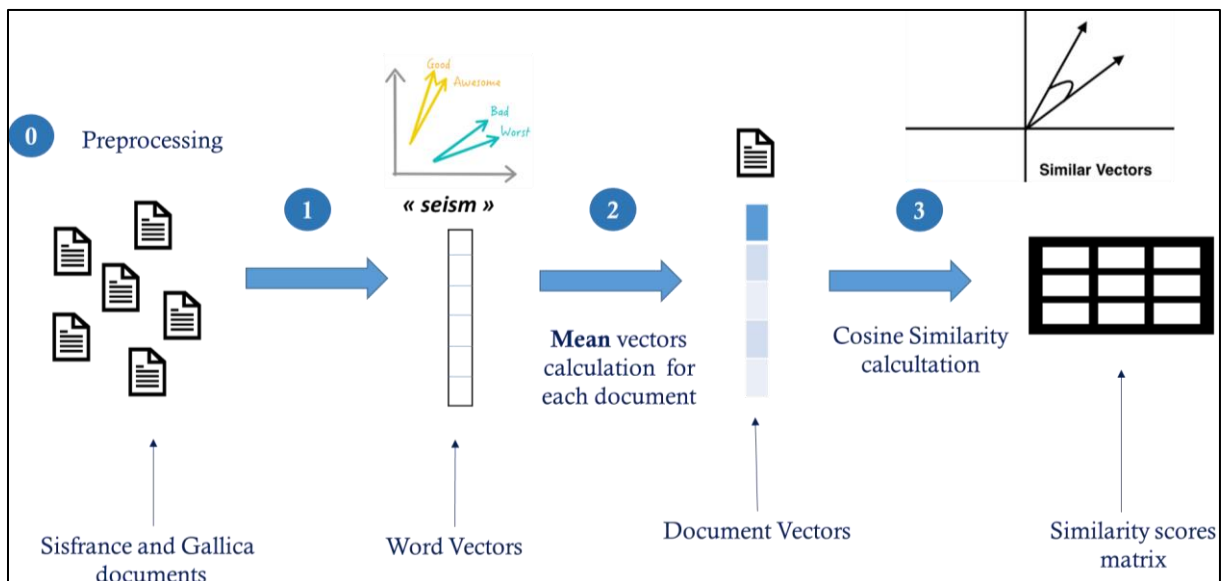 0
Preprocessing
Good
Awesome
Bad
Worst
« seism »
Similar Vectors
1
2
3
Mean vectors
calculation for
each document
Cosine Similarity
calcultation
Sisfrance and Gallica
documents
Word Vectors
Document Vectors
Similarity scores
matrix